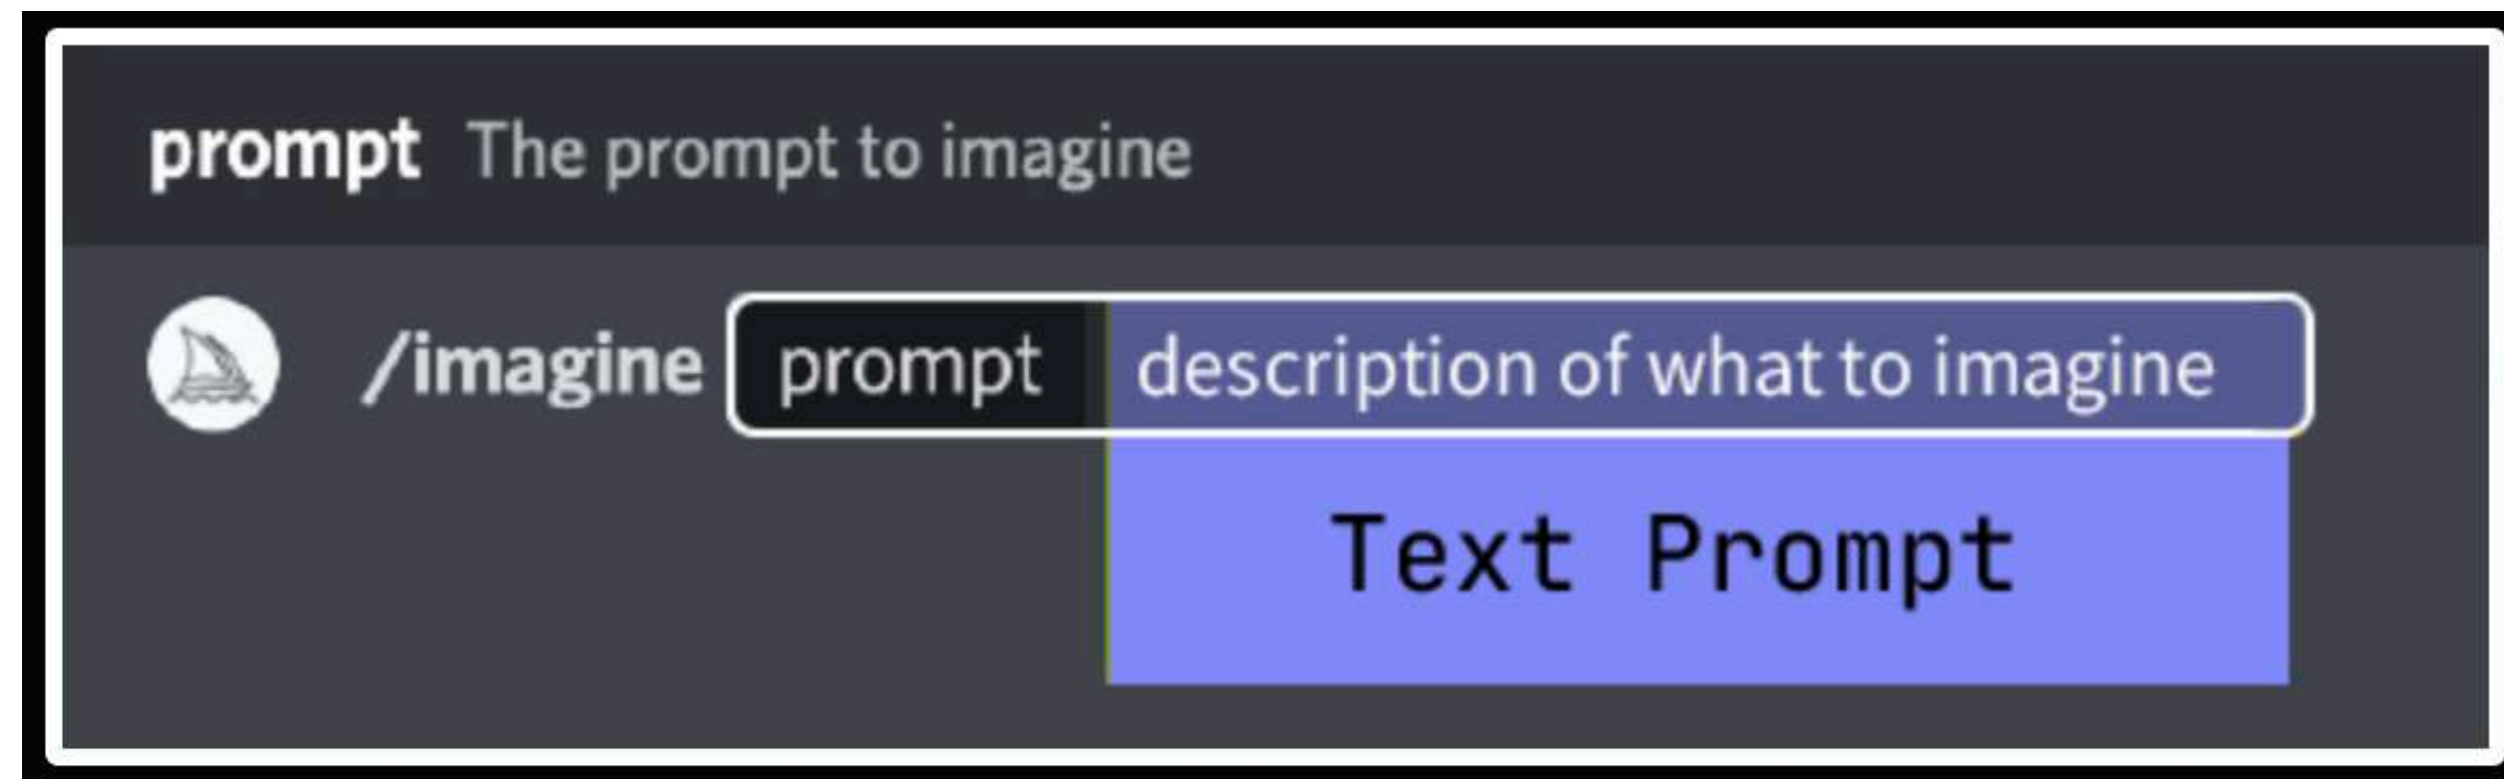 prompt The prompt to imagine
/imagine prompt description of what to imagine
Text Prompt